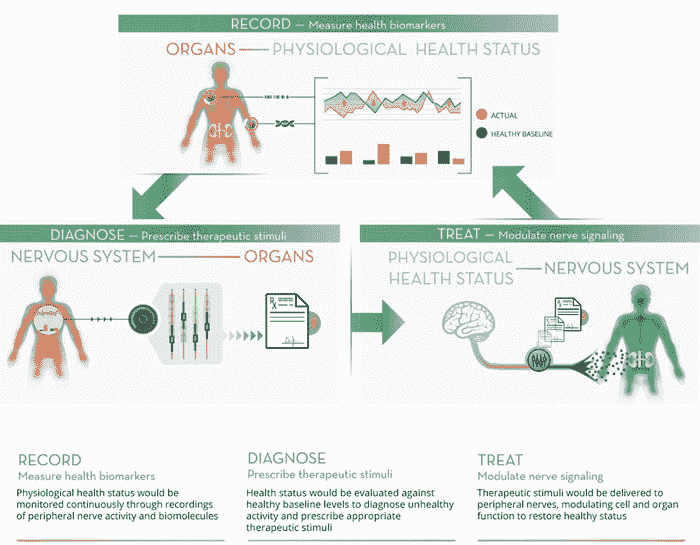 RECORD — Measure health biomarkers
ORGANS — PHYSIOLOGICAL HEALTH STATUS
ACTUAL
HEALTHY BASELINE
DIAGNOSE — Prescribe therapeutic stimuli
NERVOUS SYSTEM — ORGANS
Rx
TREAT — Modulate nerve signaling
PHYSIOLOGICAL
HEALTH STATUS — NERVOUS SYSTEM
Rx
RECORD
Measure health biomarkers
Physiological health status would be
monitored continuously through recordings
of peripheral nerve activity and biomolecules
DIAGNOSE
Prescribe therapeutic stimuli
Health status would be evaluated against
healthy baseline levels to diagnose unhealthy
activity and prescribe appropriate
therapeutic stimuli
TREAT
Modulate nerve signaling
Therapeutic stimuli would be delivered to
peripheral nerves, modulating cell and organ
function to restore healthy status